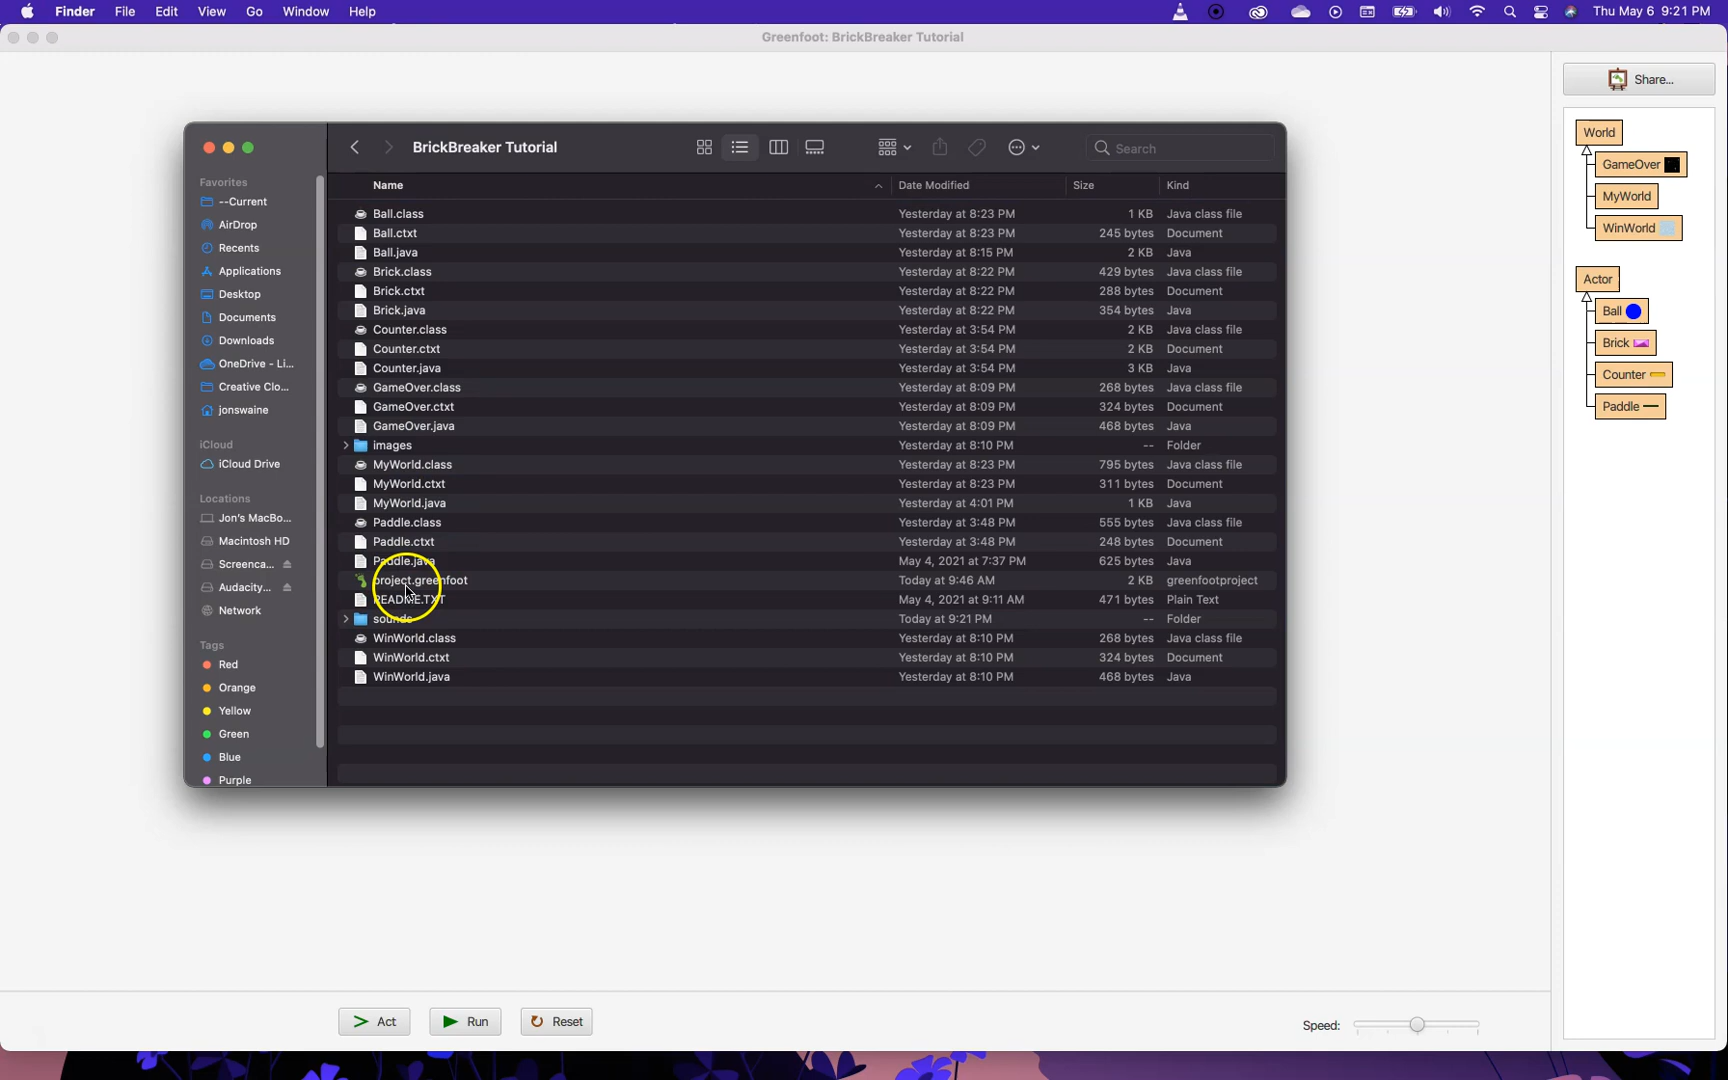 Finder File Edit View Go Window Help Thu May 6 9:21 PM
Greenfoot: BrickBreaker Tutorial
Share...
BrickBreaker Tutorial Search
Favorites
--Current
AirDrop
Recents
Applications
Desktop
Documents
Downloads
OneDrive - Li...
Creative Clo...
jonswaine
iCloud
iCloud Drive
Locations
Jon's MacBo...
Macintosh HD
Screenca...
Audacity...
Network
Tags
Red
Orange
Yellow
Green
Blue
Purple
Name Date Modified Size Kind
Ball.class Yesterday at 8:23 PM 1 KB Java class file
Ball.ctxt Yesterday at 8:23 PM 245 bytes Document
Ball.java Yesterday at 8:15 PM 2 KB Java
Brick.class Yesterday at 8:22 PM 429 bytes Java class file
Brick.ctxt Yesterday at 8:22 PM 288 bytes Document
Brick.java Yesterday at 8:22 PM 354 bytes Java
Counter.class Yesterday at 3:54 PM 2 KB Java class file
Counter.ctxt Yesterday at 3:54 PM 2 KB Document
Counter.java Yesterday at 3:54 PM 3 KB Java
GameOver.class Yesterday at 8:09 PM 268 bytes Java class file
GameOver.ctxt Yesterday at 8:09 PM 324 bytes Document
GameOver.java Yesterday at 8:09 PM 468 bytes Java
images Yesterday at 8:10 PM -- Folder
MyWorld.class Yesterday at 8:23 PM 795 bytes Java class file
MyWorld.ctxt Yesterday at 8:23 PM 311 bytes Document
MyWorld.java Yesterday at 4:01 PM 1 KB Java
Paddle.class Yesterday at 3:48 PM 555 bytes Java class file
Paddle.ctxt Yesterday at 3:48 PM 248 bytes Document
Paddle.java May 4, 2021 at 7:37 PM 625 bytes Java
project.greenfoot Today at 9:46 AM 2 KB greenfootproject
README.TXT May 4, 2021 at 9:11 AM 471 bytes Plain Text
sounds Today at 9:21 PM -- Folder
WinWorld.class Yesterday at 8:10 PM 268 bytes Java class file
WinWorld.ctxt Yesterday at 8:10 PM 324 bytes Document
WinWorld.java Yesterday at 8:10 PM 468 bytes Java
World
GameOver
MyWorld
WinWorld
Actor
Ball
Brick
Counter
Paddle
Act Run Reset Speed: